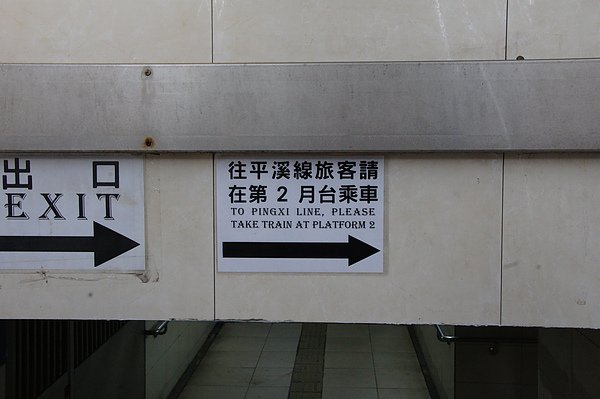 出 口
EXIT
往平溪線旅客請
在第 2 月台乘車
TO PINGXI LINE, PLEASE
TAKE TRAIN AT PLATFORM 2